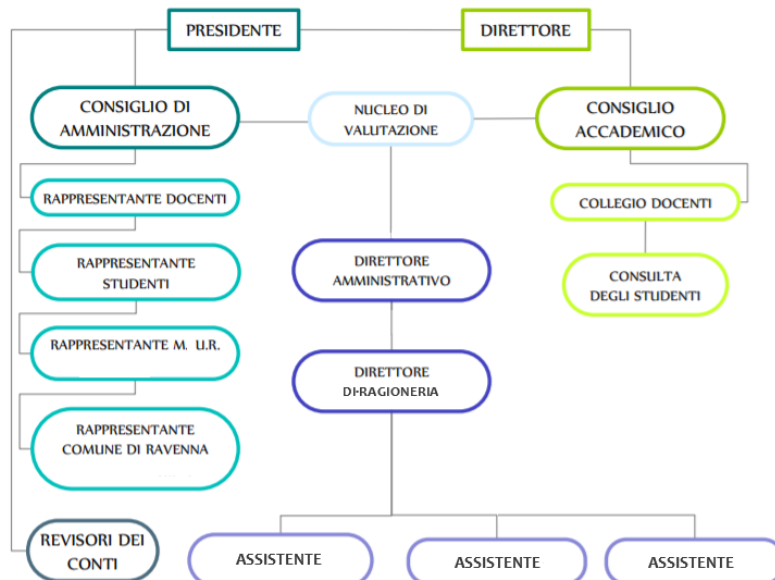 PRESIDENTE
DIRETTORE
CONSIGLIO DI
AMMINISTRAZIONE
NUCLEO DI
VALUTAZIONE
CONSIGLIO
ACCADEMICO
RAPPRESENTANTE DOCENTI
COLLEGIO DOCENTI
RAPPRESENTANTE
STUDENTI
DIRETTORE
AMMINISTRATIVO
CONSULTA
DEGLI STUDENTI
RAPPRESENTANTE M. U.R.
DIRETTORE
DI-RAGIONERIA
RAPPRESENTANTE
COMUNE DI RAVENNA
REVISORI DEI
CONTI
ASSISTENTE
ASSISTENTE
ASSISTENTE